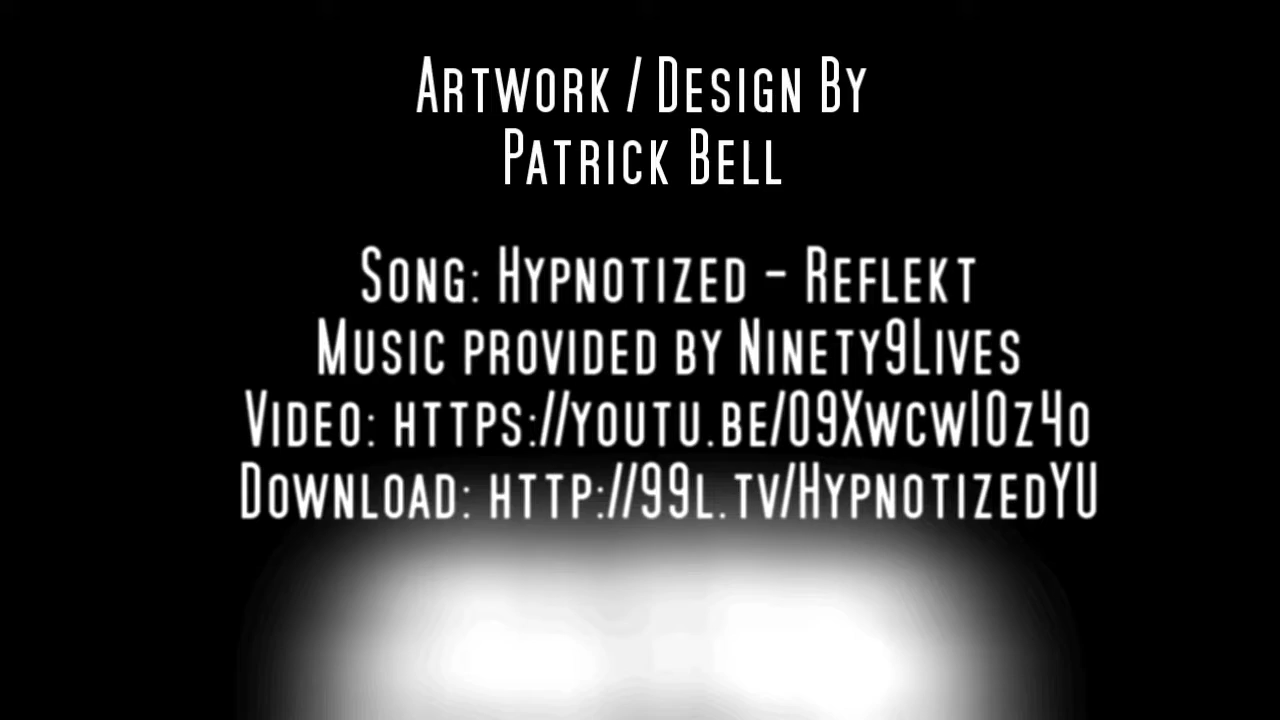 Artwork / Design By
Patrick Bell
Song: Hypnotized - Reflekt
Music provided by Ninety9Lives
Video: https://youtu.be/O9XwcwIOz4o
Download: http://99l.tv/HypnotizedYU